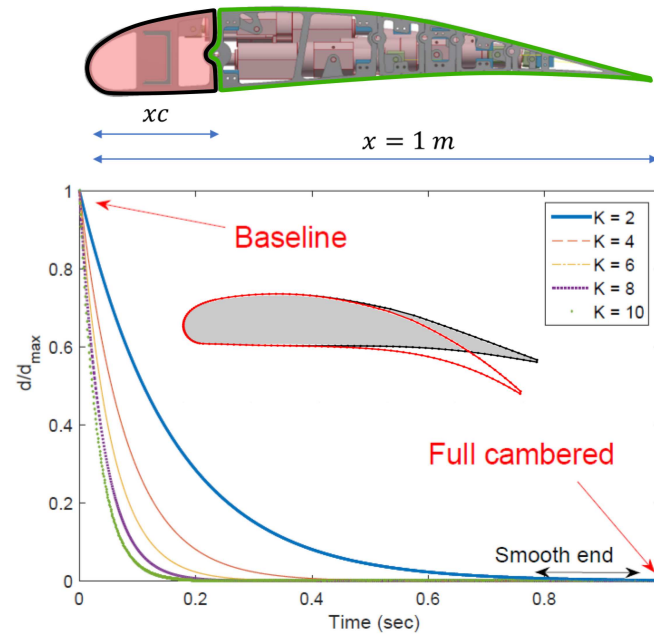 xc
x = 1 m
Baseline
K = 2
K = 4
K = 6
K = 8
K = 10
Full cambered
Smooth end
d/d_max
1
0.8
0.6
0.4
0.2
0
0 0.2 0.4 0.6 0.8
Time (sec)